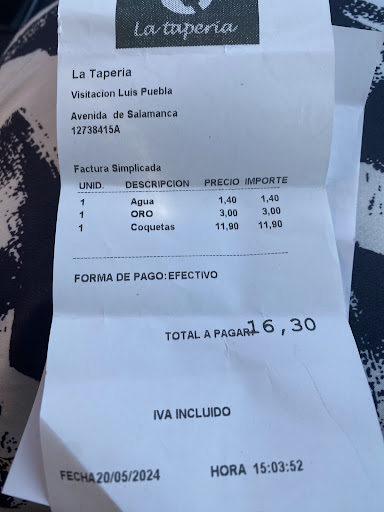 La tapería
La Taperia
Visitacion Luis Puebla
Avenida de Salamanca
12738415A
Factura Simplicada
UNID. DESCRIPCION PRECIO IMPORTE
1 Agua 1,40 1,40
1 ORO 3,00 3,00
1 Coquetas 11,90 11,90
FORMA DE PAGO:EFECTIVO
TOTAL A PAGAR: 16,30
IVA INCLUIDO
FECHA20/05/2024 HORA 15:03:52